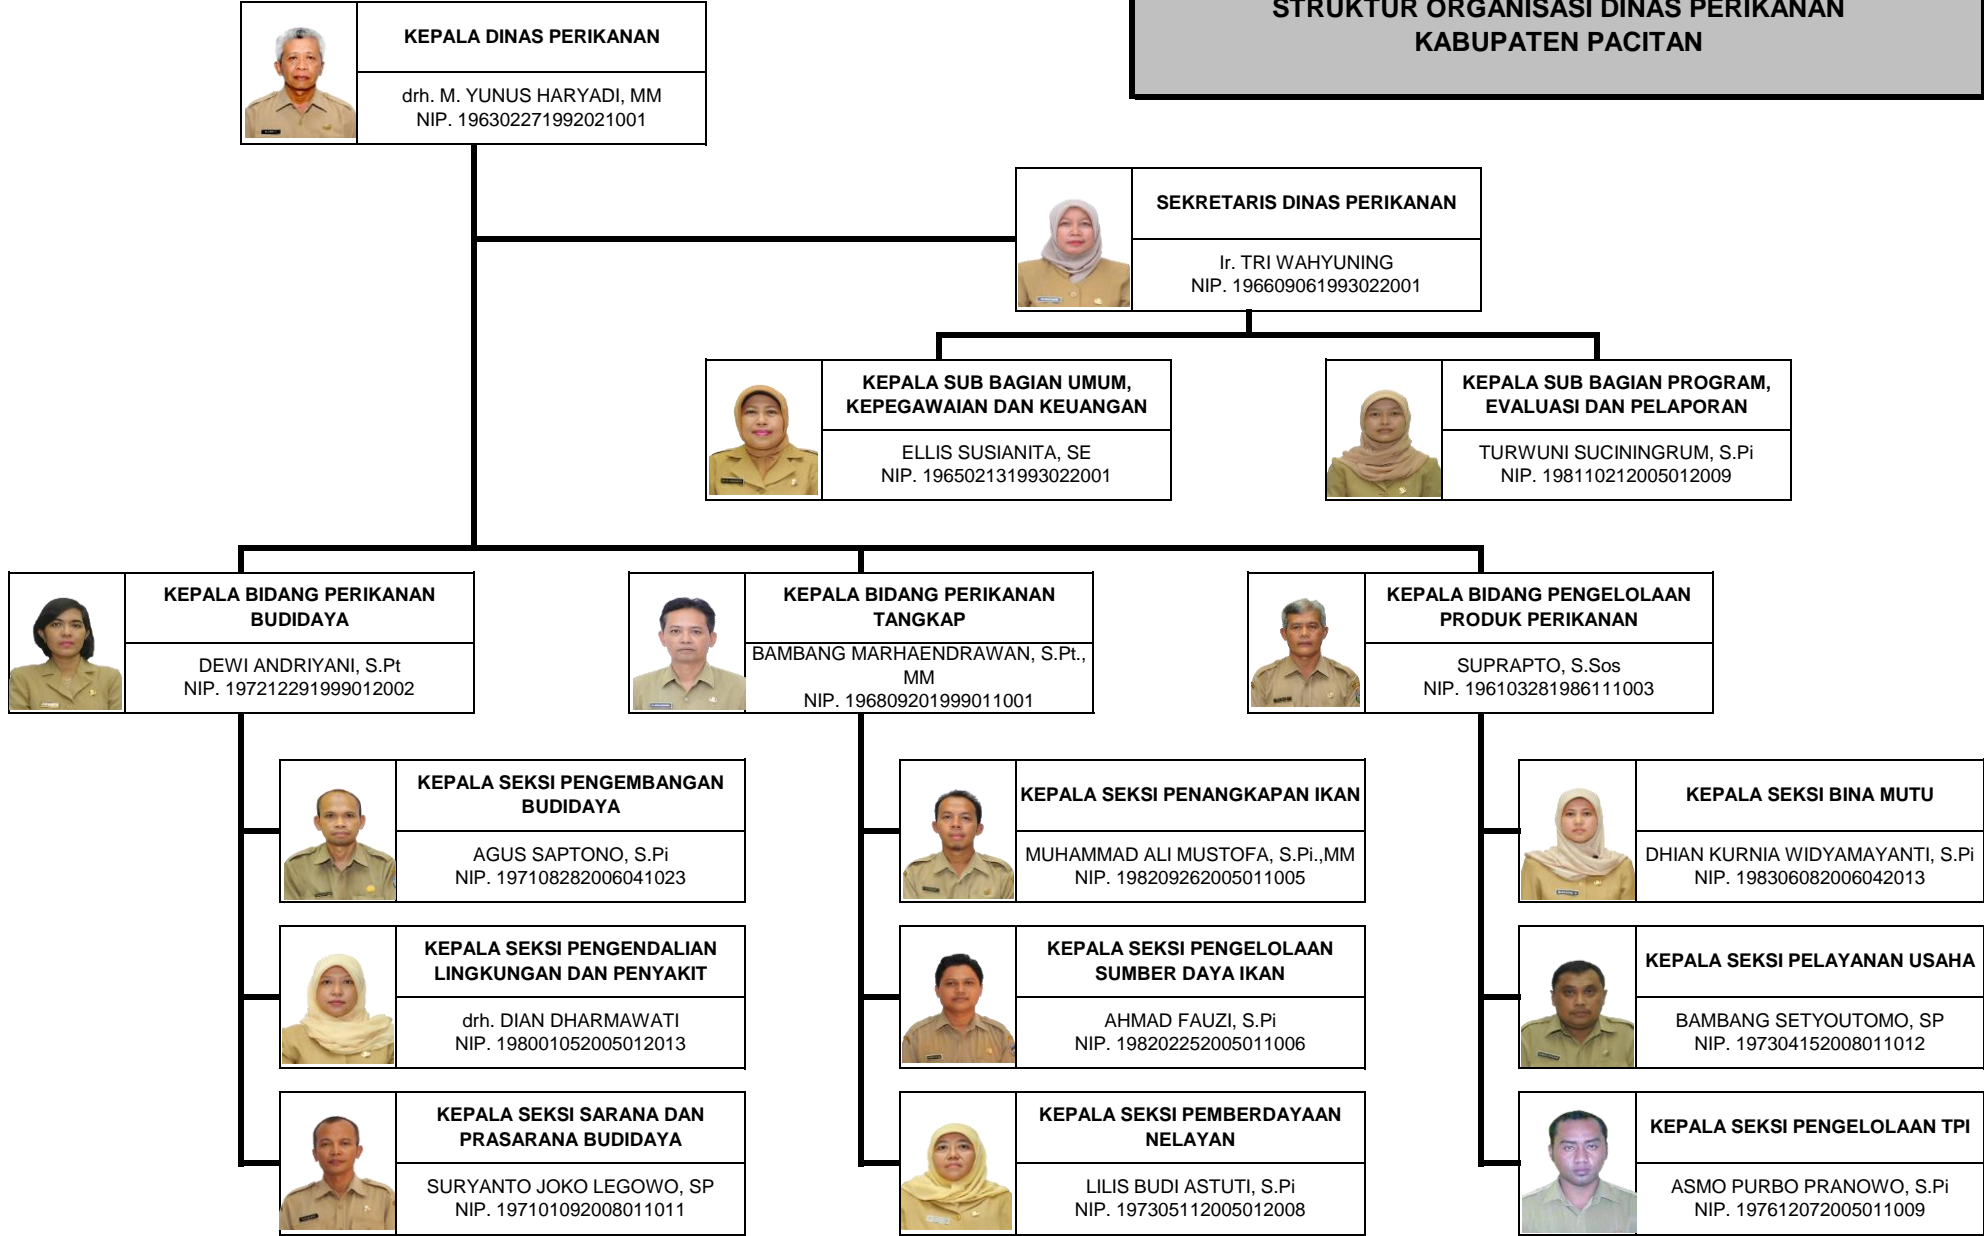 STRUKTUR ORGANISASI DINAS PERIKANAN
KABUPATEN PACITAN
KEPALA DINAS PERIKANAN
drh. M. YUNUS HARYADI, MM
NIP. 196302271992021001
SEKRETARIS DINAS PERIKANAN
Ir. TRI WAHYUNING
NIP. 196609061993022001
KEPALA SUB BAGIAN UMUM,
KEPEGAWAIAN DAN KEUANGAN
ELLIS SUSIANITA, SE
NIP. 196502131993022001
KEPALA SUB BAGIAN PROGRAM,
EVALUASI DAN PELAPORAN
TURWUNI SUCININGRUM, S.Pi
NIP. 198110212005012009
KEPALA BIDANG PERIKANAN
BUDIDAYA
DEWI ANDRIYANI, S.Pt
NIP. 197212291999012002
KEPALA BIDANG PERIKANAN
TANGKAP
BAMBANG MARHAENDRAWAN, S.Pt.,
MM
NIP. 196809201999011001
KEPALA BIDANG PENGELOLAAN
PRODUK PERIKANAN
SUPRAPTO, S.Sos
NIP. 196103281986111003
KEPALA SEKSI PENGEMBANGAN
BUDIDAYA
AGUS SAPTONO, S.Pi
NIP. 197108282006041023
KEPALA SEKSI PENANGKAPAN IKAN
MUHAMMAD ALI MUSTOFA, S.Pi.,MM
NIP. 198209262005011005
KEPALA SEKSI BINA MUTU
DHIAN KURNIA WIDYAMAYANTI, S.Pi
NIP. 198306082006042013
KEPALA SEKSI PENGENDALIAN
LINGKUNGAN DAN PENYAKIT
drh. DIAN DHARMAWATI
NIP. 198001052005012013
KEPALA SEKSI PENGELOLAAN
SUMBER DAYA IKAN
AHMAD FAUZI, S.Pi
NIP. 198202252005011006
KEPALA SEKSI PELAYANAN USAHA
BAMBANG SETYOUTOMO, SP
NIP. 197304152008011012
KEPALA SEKSI SARANA DAN
PRASARANA BUDIDAYA
SURYANTO JOKO LEGOWO, SP
NIP. 197101092008011011
KEPALA SEKSI PEMBERDAYAAN
NELAYAN
LILIS BUDI ASTUTI, S.Pi
NIP. 197305112005012008
KEPALA SEKSI PENGELOLAAN TPI
ASMO PURBO PRANOWO, S.Pi
NIP. 197612072005011009